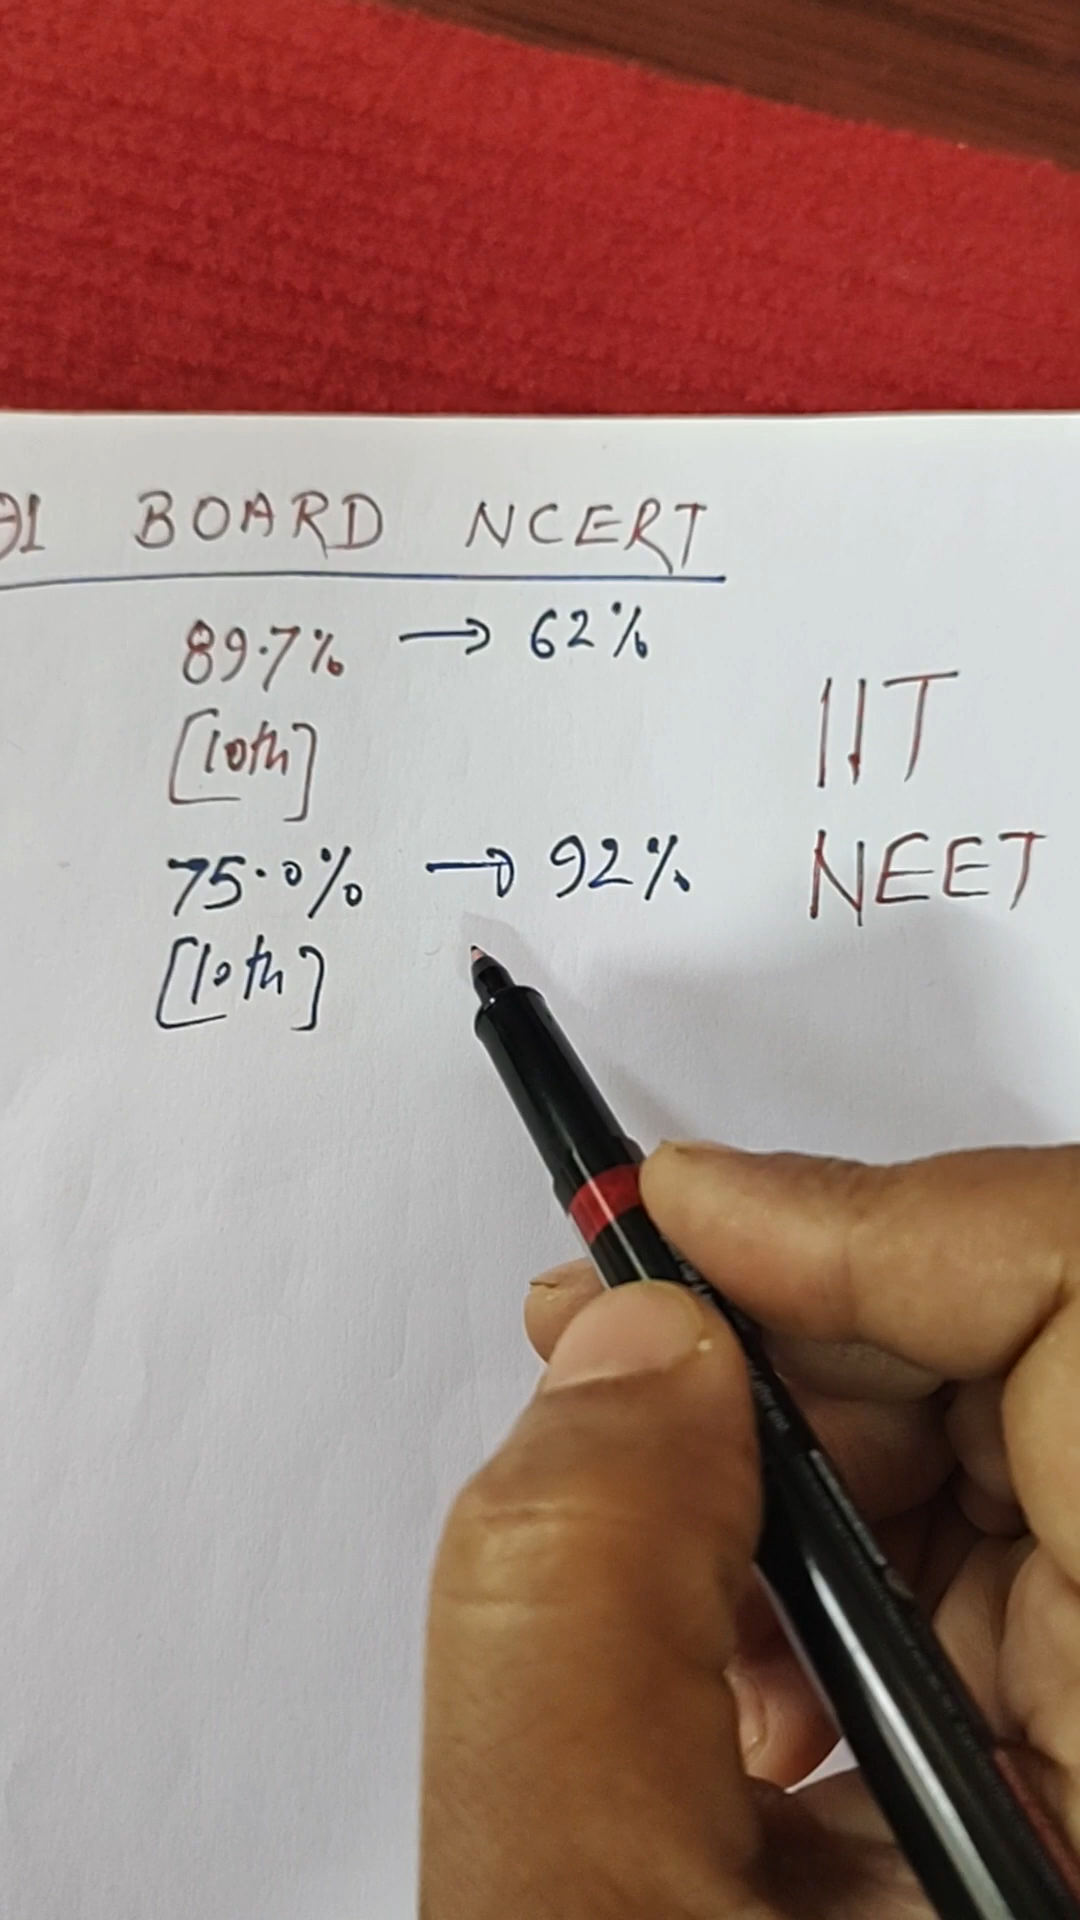 BOARD NCERT
89.7% → 62%
[10th]
IIT
75.0% → 92%
NEET
[10th]